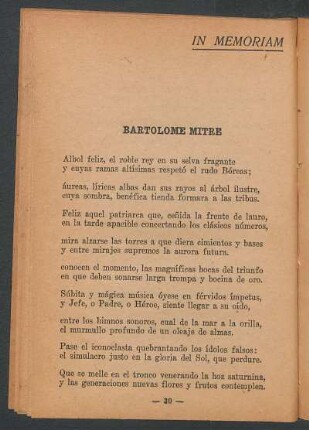 IN MEMORIAM
BARTOLOME MITRE
Albol feliz, el roble rey en su selva fragante
y cuyas ramas altísimas respetó el rudo Bóreas;
áureas, líricas albas dan sus rayos al árbol ilustre,
cuya sombra, benéfica tienda formara a las tribus.
Feliz aquel patriarca que, ceñida la frente de lauro,
en la tarde apacible concertando los clásicos números,
mira alzarse las torres a que diera cimientos y bases
y entre mirajes supremos la aurora futura.
conocen el momento, las magníficas bocas del triunfo
en que deben sonarse larga trompa y bocina de oro.
Súbita y mágica música óyese en férvidos ímpetus,
y Jefe, o Padre, o Héroe, siente llegar a su oído,
entre los himnos sonoros, cual de la mar a la orilla,
el murmullo profundo de un oleaje de almas.
Pase el iconoclasta quebrantando los ídolos falsos:
el simulacro justo en la gloria del Sol, que perdure.
Que se melle en el tronco venerando la hoz saturnina,
y las generaciones nuevas flores y frutos contemplen.
— 30 —